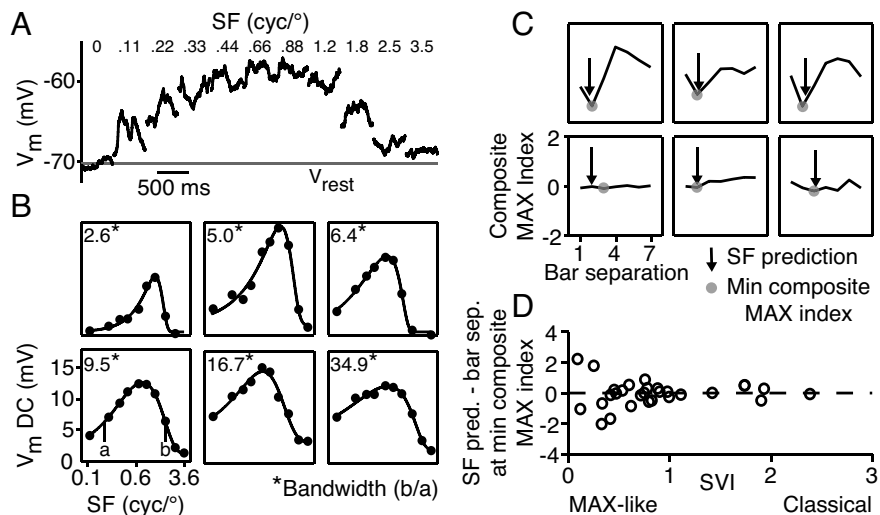 A
SF (cyc/°)
0 .11 .22 .33 .44 .66 .88 1.2 1.8 2.5 3.5
Vm (mV)
-60
-70
500 ms
Vrest
B
2.6*
5.0*
6.4*
9.5*
16.7*
34.9*
Vm DC (mV)
15
10
5
0
a
b
0.1 0.6 3.6
SF (cyc/°)
*Bandwidth (b/a)
C
Composite
MAX Index
2
0
-2
1 4 7
Bar separation
SF prediction
Min composite
MAX index
D
SF pred. - bar sep.
at min composite
MAX index
4
2
0
-2
-4
0 1 2 3
SVI
MAX-like
Classical